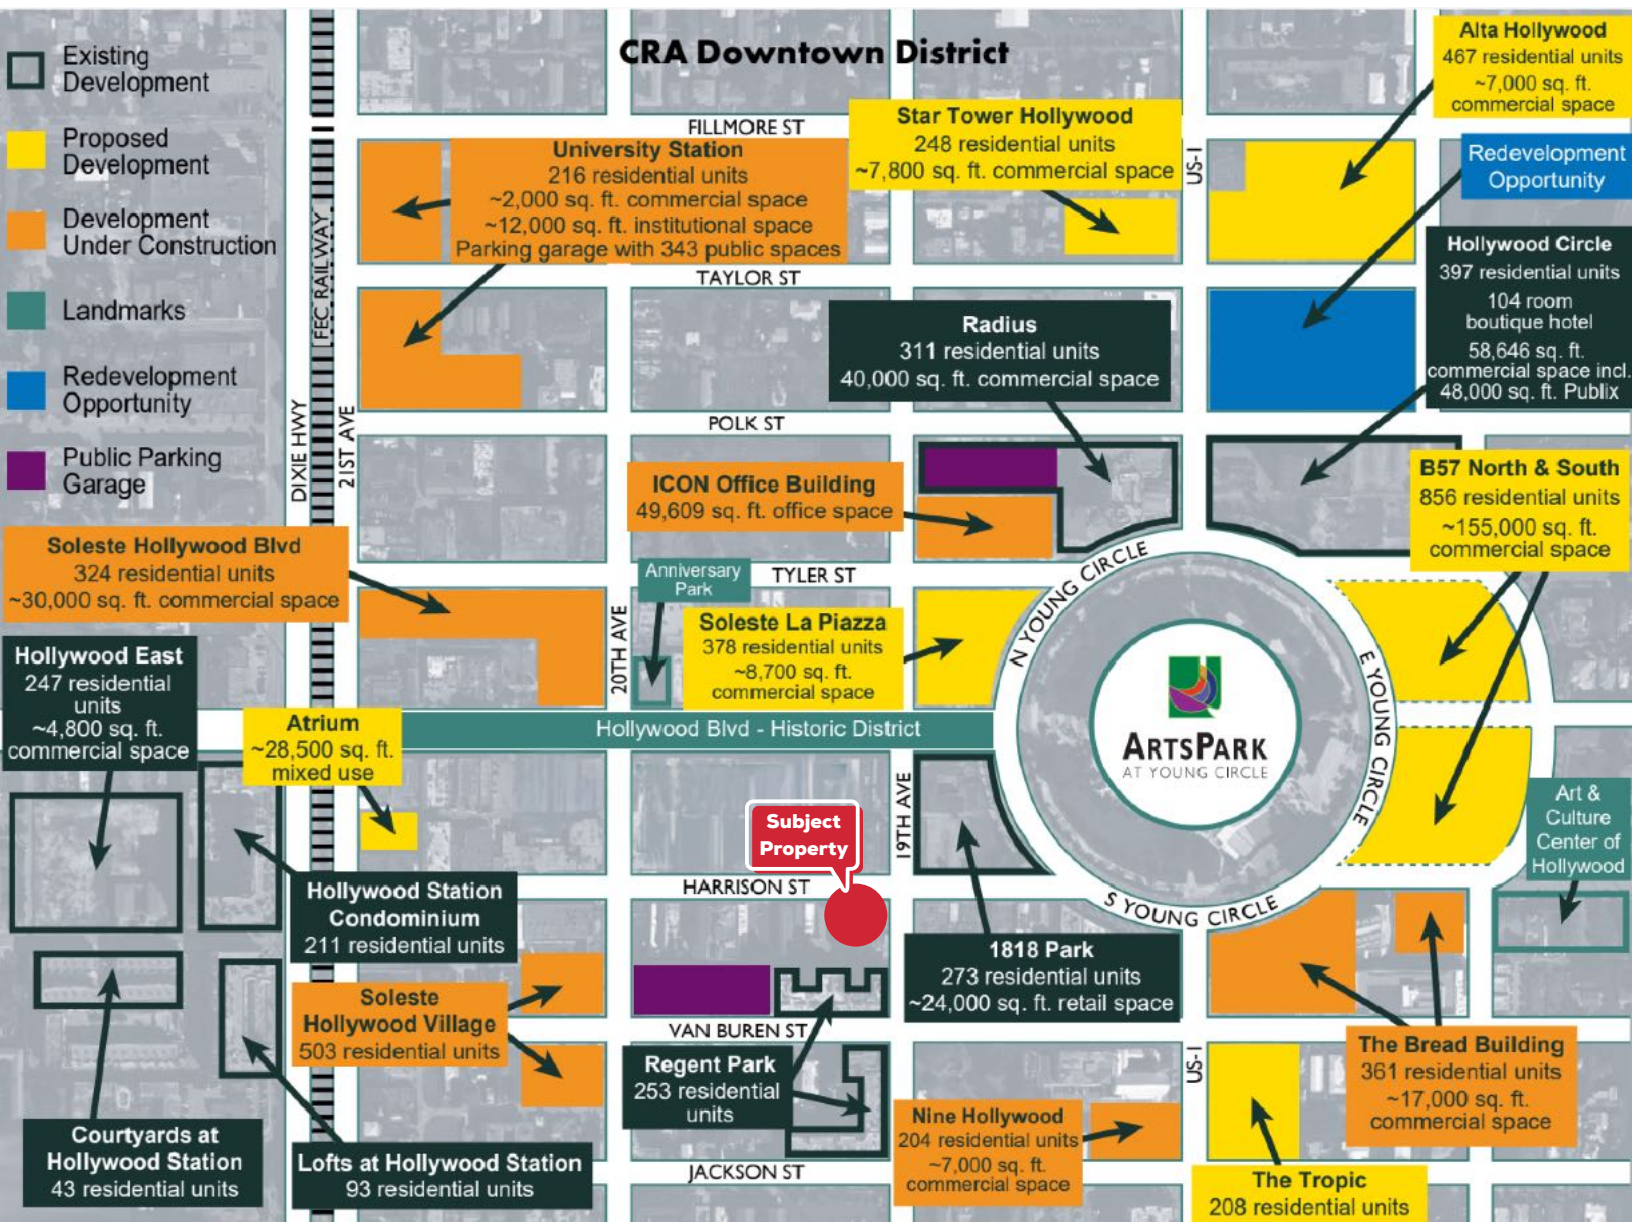 CRA Downtown District
Existing
Development
Proposed
Development
Development
Under Construction
Landmarks
Redevelopment
Opportunity
Public Parking
Garage
FILLMORE ST
TAYLOR ST
POLK ST
TYLER ST
HARRISON ST
VAN BUREN ST
JACKSON ST
DIXIE HWY
FEC RAILWAY
21ST AVE
20TH AVE
19TH AVE
US-1
US-1
N YOUNG CIRCLE
E YOUNG CIRCLE
S YOUNG CIRCLE
Alta Hollywood
467 residential units
~7,000 sq. ft.
commercial space
Star Tower Hollywood
248 residential units
~7,800 sq. ft. commercial space
University Station
216 residential units
~2,000 sq. ft. commercial space
~12,000 sq. ft. institutional space
Parking garage with 343 public spaces
Redevelopment
Opportunity
Hollywood Circle
397 residential units
104 room
boutique hotel
58,646 sq. ft.
commercial space incl.
48,000 sq. ft. Publix
Radius
311 residential units
40,000 sq. ft. commercial space
ICON Office Building
49,609 sq. ft. office space
B57 North & South
856 residential units
~155,000 sq. ft.
commercial space
Soleste Hollywood Blvd
324 residential units
~30,000 sq. ft. commercial space
Anniversary
Park
Soleste La Piazza
378 residential units
~8,700 sq. ft.
commercial space
Hollywood East
247 residential
units
~4,800 sq. ft.
commercial space
Atrium
~28,500 sq. ft.
mixed use
Hollywood Blvd - Historic District
ARTSPARK
AT YOUNG CIRCLE
Art &
Culture
Center of
Hollywood
Subject
Property
Hollywood Station
Condominium
211 residential units
1818 Park
273 residential units
~24,000 sq. ft. retail space
Soleste
Hollywood Village
503 residential units
Regent Park
253 residential
units
The Bread Building
361 residential units
~17,000 sq. ft.
commercial space
Nine Hollywood
204 residential units
~7,000 sq. ft.
commercial space
Courtyards at
Hollywood Station
43 residential units
Lofts at Hollywood Station
93 residential units
The Tropic
208 residential units